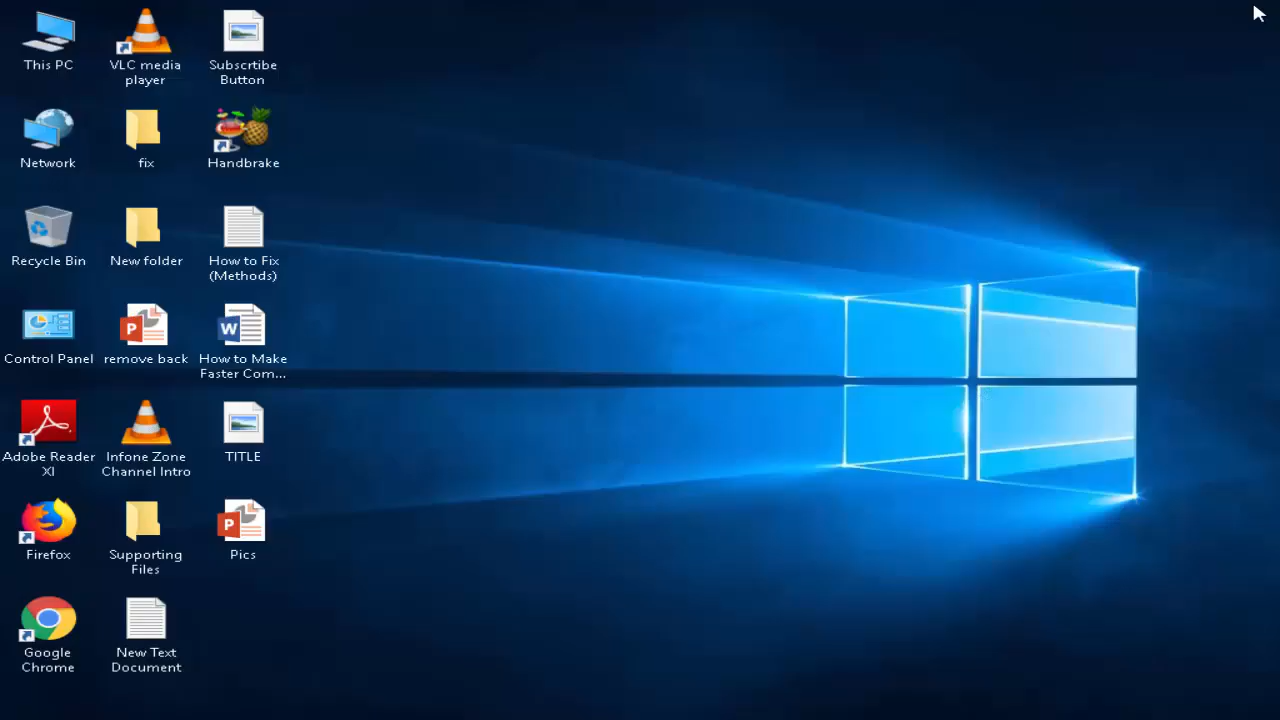 This PC
VLC media
player
Subscrtibe
Button
Network
fix
Handbrake
Recycle Bin
New folder
How to Fix
(Methods)
Control Panel
remove back
How to Make
Faster Com...
Adobe Reader
XI
Infone Zone
Channel Intro
TITLE
Firefox
Supporting
Files
Pics
Google
Chrome
New Text
Document